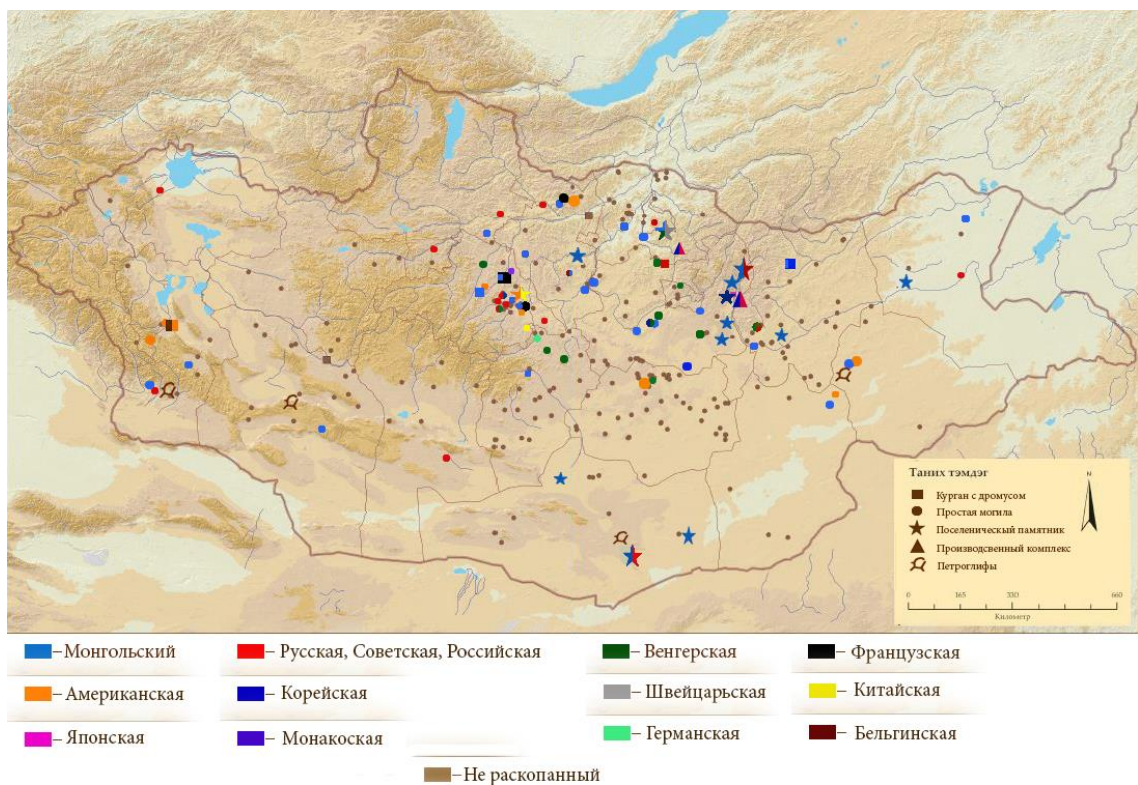 Таних тэмдэг
N
Курган с дромусом
Простая могила
Поселенический памятник
Производсвенный комплекс
Петроглифы
0 165 330 660
Километр
–Монгольский –Русская, Советская, Российская –Венгерская –Французская
–Американская –Корейская –Швейцарьская –Китайская
–Японская –Монакоская –Германская –Бельгинская
–Не раскопанный